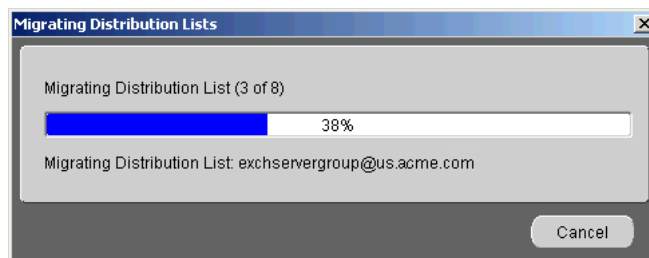 Migrating Distribution Lists
Migrating Distribution List (3 of 8)
38%
Migrating Distribution List: exchservergroup@us.acme.com
Cancel